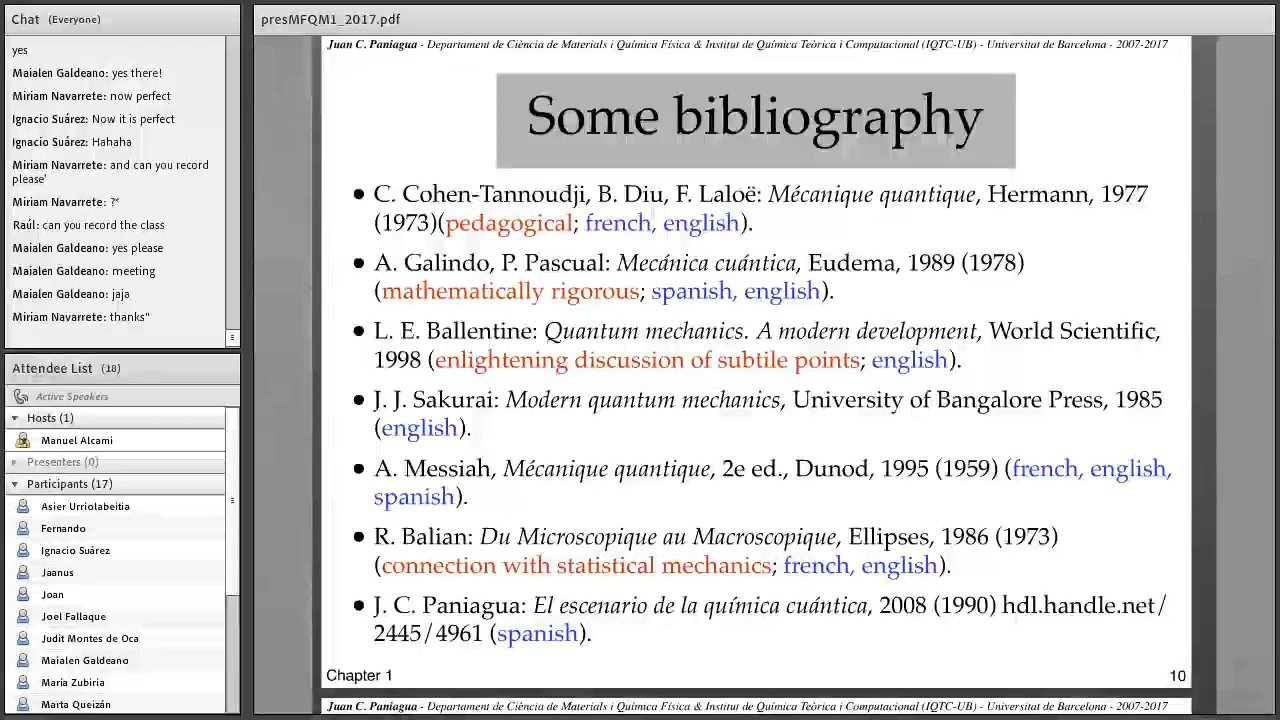 Chat (Everyone)
yes
Maialen Galdeano: yes there!
Miriam Navarrete: now perfect
Ignacio Suárez: Now it is perfect
Ignacio Suárez: Hahaha
Miriam Navarrete: and can you record
please'
Miriam Navarrete: ?*
Raúl: can you record the class
Maialen Galdeano: yes please
Maialen Galdeano: meeting
Maialen Galdeano: jaja
Miriam Navarrete: thanks"
Attendee List (18)
Active Speakers
Hosts (1)
Manuel Alcami
Presenters (0)
Participants (17)
Asier Urriolabeitia
Fernando
Ignacio Suárez
Jaanus
Joan
Joel Fallaque
Judit Montes de Oca
Maialen Galdeano
María Zubiria
Marta Queizán
presMFQM1_2017.pdf
Juan C. Paniagua - Departament de Ciència de Materials i Química Física & Institut de Química Teòrica i Computacional (IQTC-UB) - Universitat de Barcelona - 2007-2017
Some bibliography
• C. Cohen-Tannoudji, B. Diu, F. Laloë: Mécanique quantique, Hermann, 1977
(1973)(pedagogical; french, english).
• A. Galindo, P. Pascual: Mecánica cuántica, Eudema, 1989 (1978)
(mathematically rigorous; spanish, english).
• L. E. Ballentine: Quantum mechanics. A modern development, World Scientific,
1998 (enlightening discussion of subtile points; english).
• J. J. Sakurai: Modern quantum mechanics, University of Bangalore Press, 1985
(english).
• A. Messiah, Mécanique quantique, 2e ed., Dunod, 1995 (1959) (french, english,
spanish).
• R. Balian: Du Microscopique au Macroscopique, Ellipses, 1986 (1973)
(connection with statistical mechanics; french, english).
• J. C. Paniagua: El escenario de la química cuántica, 2008 (1990) hdl.handle.net/
2445/4961 (spanish).
Chapter 1
10
Juan C. Paniagua - Departament de Ciència de Materials i Química Física & Institut de Química Teòrica i Computacional (IQTC-UB) - Universitat de Barcelona - 2007-2017